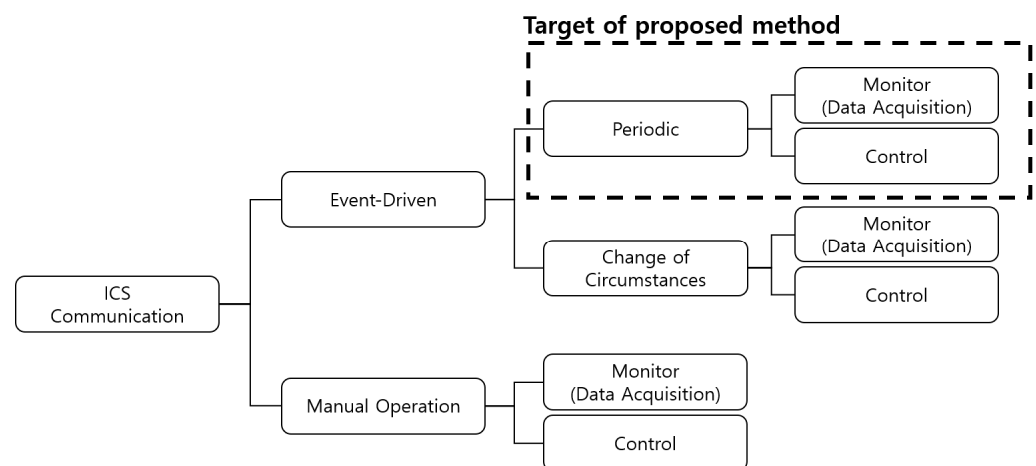 Target of proposed method
Monitor
(Data Acquisition)
Periodic
Control
Event-Driven
Monitor
(Data Acquisition)
Change of
Circumstances
Control
ICS
Communication
Monitor
(Data Acquisition)
Manual Operation
Control